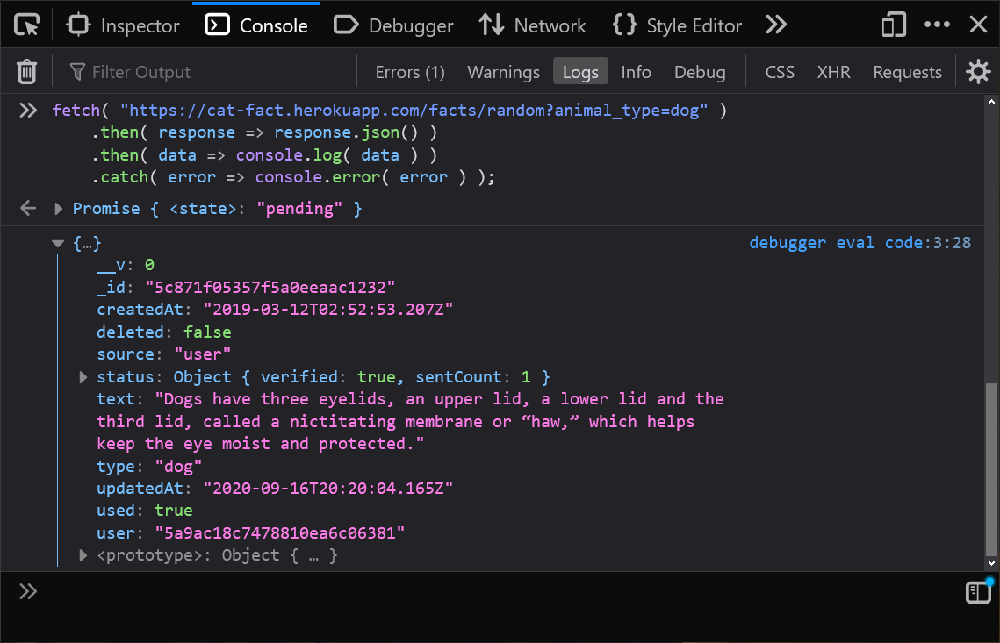 Inspector Console Debugger Network Style Editor
Filter Output Errors (1) Warnings Logs Info Debug CSS XHR Requests
fetch( "https://cat-fact.herokuapp.com/facts/random?animal_type=dog" )
.then( response => response.json() )
.then( data => console.log( data ) )
.catch( error => console.error( error ) );
Promise { <state>: "pending" }
{…} debugger eval code:3:28
__v: 0
_id: "5c871f05357f5a0eeaac1232"
createdAt: "2019-03-12T02:52:53.207Z"
deleted: false
source: "user"
status: Object { verified: true, sentCount: 1 }
text: "Dogs have three eyelids, an upper lid, a lower lid and the
third lid, called a nictitating membrane or “haw,” which helps
keep the eye moist and protected."
type: "dog"
updatedAt: "2020-09-16T20:20:04.165Z"
used: true
user: "5a9ac18c7478810ea6c06381"
<prototype>: Object { … }